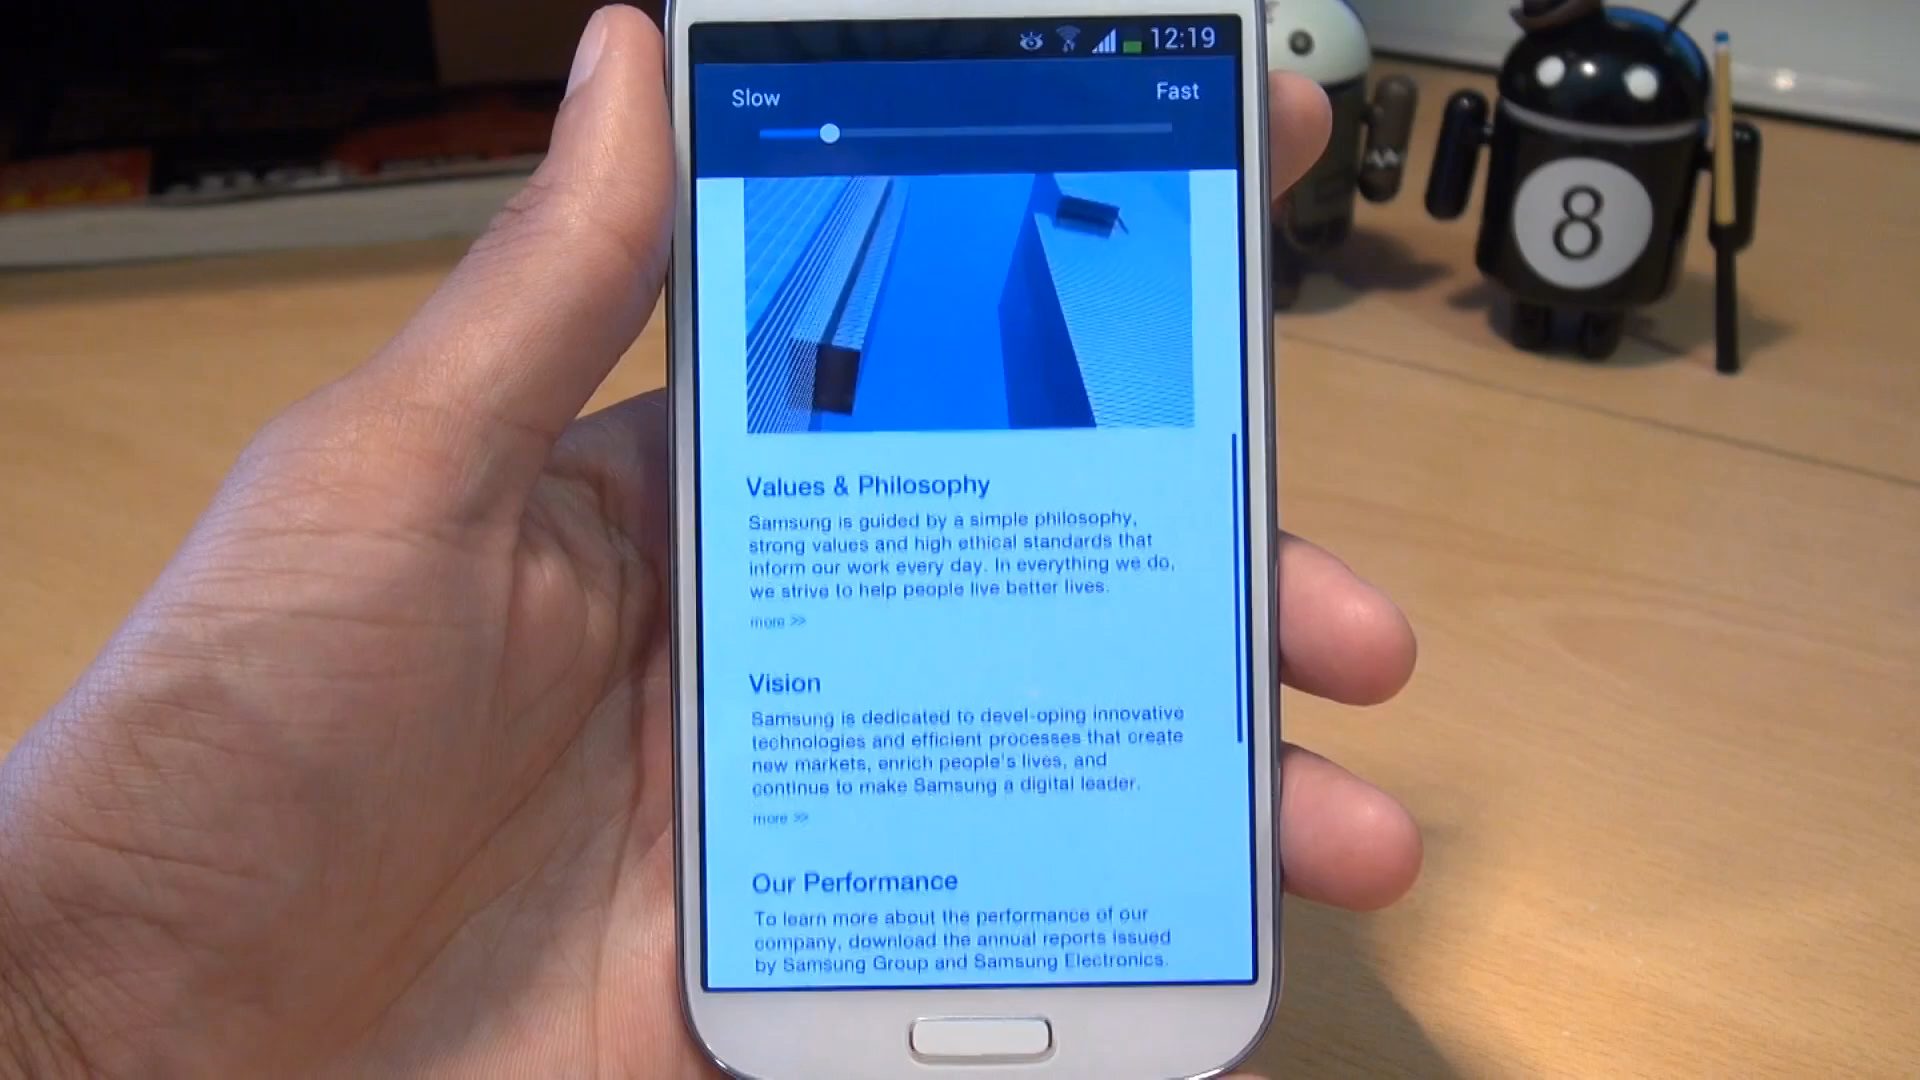 12:19
Slow
Fast
8
Values & Philosophy
Samsung is guided by a simple philosophy,
strong values and high ethical standards that
inform our work every day. In everything we do,
we strive to help people live better lives.
more >>
Vision
Samsung is dedicated to devel-oping innovative
technologies and efficient processes that create
new markets, enrich people's lives, and
continue to make Samsung a digital leader.
more >>
Our Performance
To learn more about the performance of our
company, download the annual reports issued
by Samsung Group and Samsung Electronics.